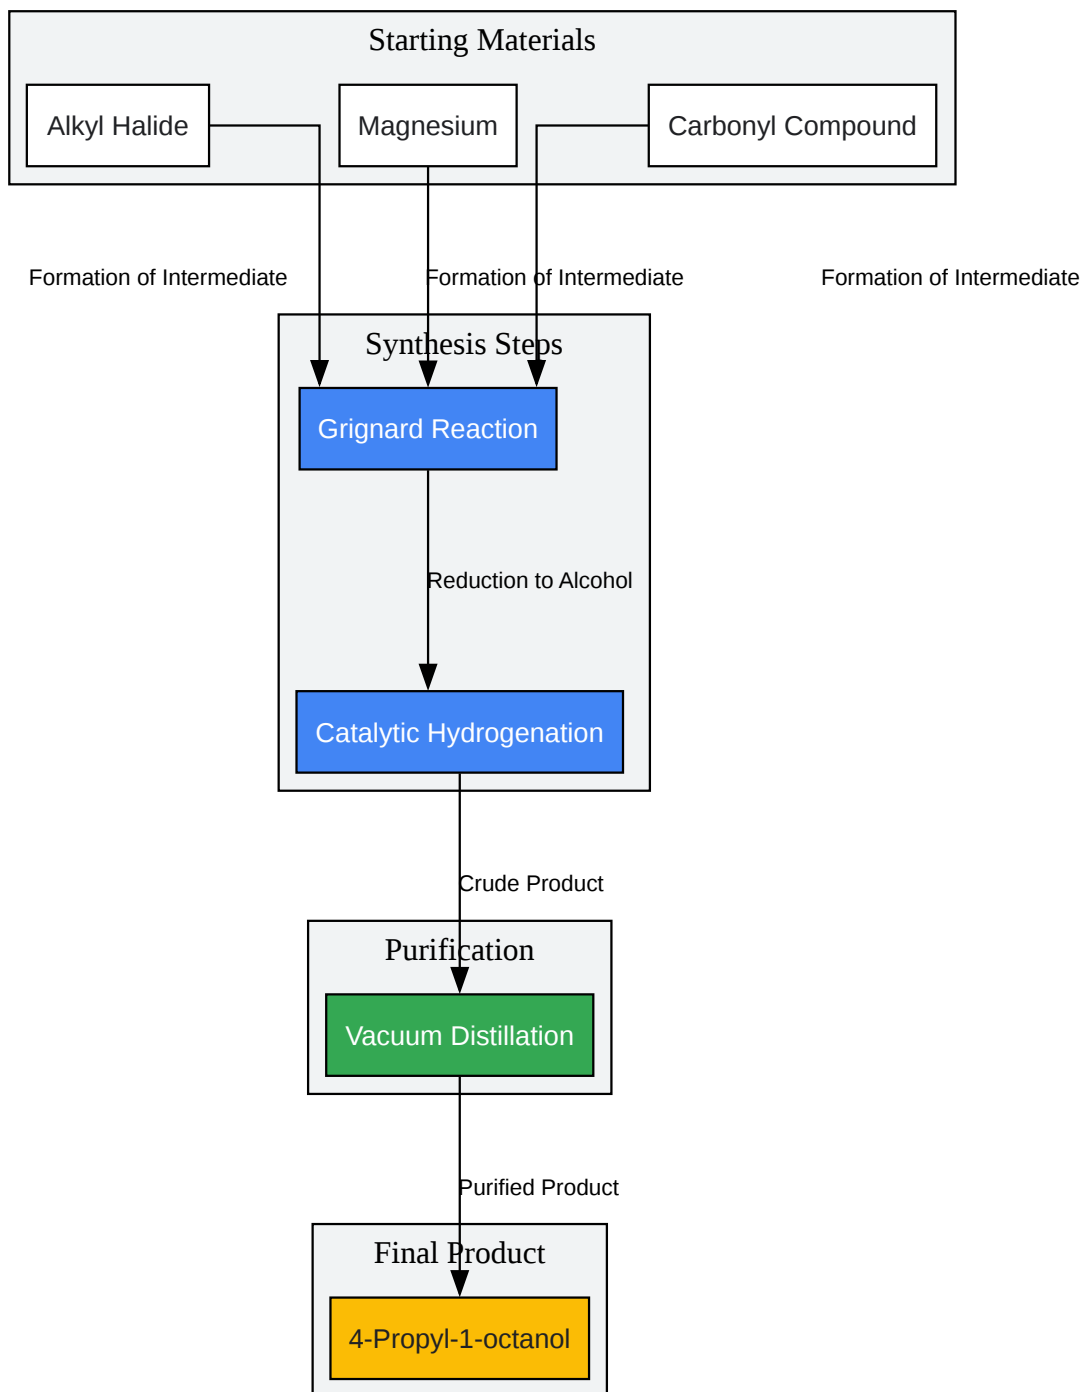 Starting Materials
Alkyl Halide
Magnesium
Carbonyl Compound
Formation of Intermediate
Formation of Intermediate
Formation of Intermediate
Synthesis Steps
Grignard Reaction
Reduction to Alcohol
Catalytic Hydrogenation
Crude Product
Purification
Vacuum Distillation
Purified Product
Final Product
4-Propyl-1-octanol